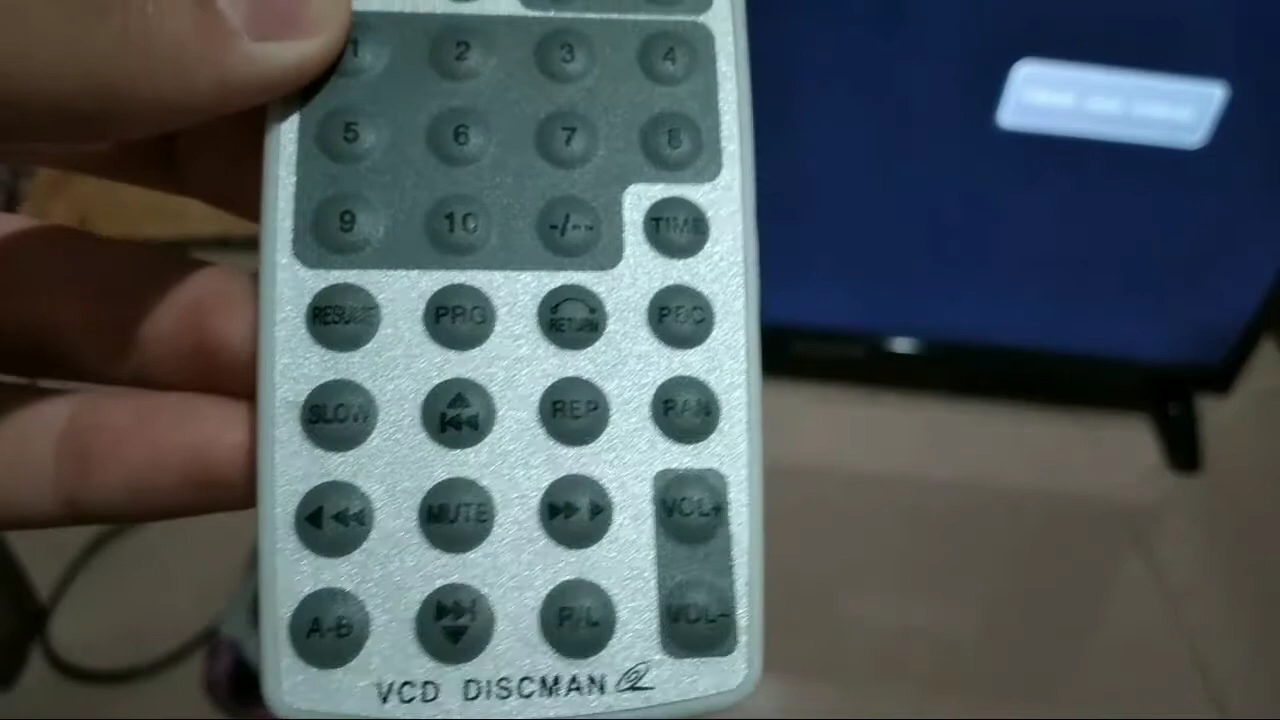 1 2 3 4
5 6 7 8
9 10 -/-- TIME
RESUME PRG RETURN PBC
SLOW REP RAN
MUTE VOL+
A-B P/L VOL-
VCD DISCMAN